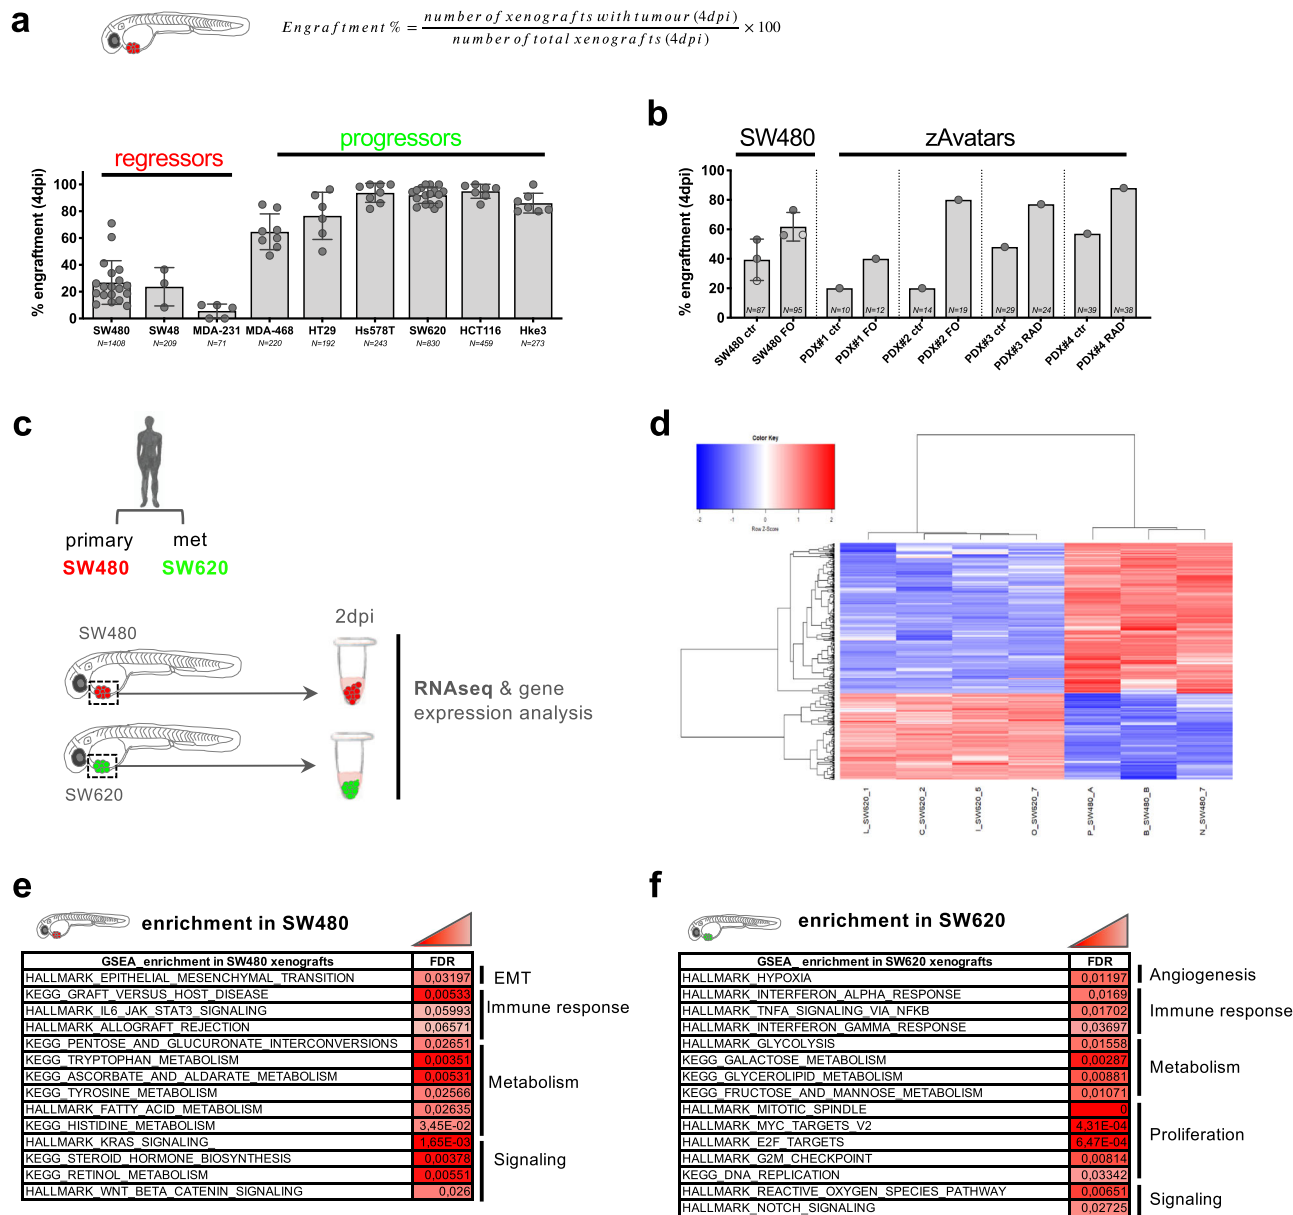 a
Engraftment % = number of xenografts with tumour (4dpi) / number of total xenografts (4dpi) × 100
regressors
progressors
% engraftment (4dpi)
100
80
60
40
20
0
SW480 SW48 MDA-231 MDA-468 HT29 Hs578T SW620 HCT116 Hke3
N=1408 N=209 N=71 N=220 N=192 N=243 N=830 N=459 N=273
b
SW480
zAvatars
% engraftment (4dpi)
100
80
60
40
20
0
N=87 N=95 N=10 N=12 N=14 N=19 N=29 N=24 N=39 N=38
SW480 ctr
SW480 FO
PDX#1 ctr
PDX#1 FO
PDX#2 ctr
PDX#2 FO
PDX#3 ctr
PDX#3 RAD
PDX#4 ctr
PDX#4 RAD
c
primary met
SW480 SW620
2dpi
SW480
RNAseq & gene
expression analysis
SW620
d
Color Key
-2 -1 0 1 2
Row Z-Score
L_SW620_1
C_SW620_2
I_SW620_5
O_SW620_7
P_SW480_A
B_SW480_B
N_SW480_7
e
enrichment in SW480
GSEA_enrichment in SW480 xenografts FDR
HALLMARK_EPITHELIAL_MESENCHYMAL_TRANSITION 0,03197
KEGG_GRAFT_VERSUS_HOST_DISEASE 0,00533
HALLMARK_IL6_JAK_STAT3_SIGNALING 0,05993
HALLMARK_ALLOGRAFT_REJECTION 0,06571
KEGG_PENTOSE_AND_GLUCURONATE_INTERCONVERSIONS 0,02651
KEGG_TRYPTOPHAN_METABOLISM 0,00351
KEGG_ASCORBATE_AND_ALDARATE_METABOLISM 0,00531
KEGG_TYROSINE_METABOLISM 0,02566
HALLMARK_FATTY_ACID_METABOLISM 0,02635
KEGG_HISTIDINE_METABOLISM 3,45E-02
HALLMARK_KRAS_SIGNALING_ 1,65E-03
KEGG_STEROID_HORMONE_BIOSYNTHESIS 0,00378
KEGG_RETINOL_METABOLISM 0,00551
HALLMARK_WNT_BETA_CATENIN_SIGNALING 0,026
EMT
Immune response
Metabolism
Signaling
f
enrichment in SW620
GSEA_ enrichment in SW620 xenografts FDR
HALLMARK_HYPOXIA 0,01197
HALLMARK_INTERFERON_ALPHA_RESPONSE 0,0169
HALLMARK_TNFA_SIGNALING_VIA_NFKB 0,01702
HALLMARK_INTERFERON_GAMMA_RESPONSE 0,03697
HALLMARK_GLYCOLYSIS 0,01558
KEGG_GALACTOSE_METABOLISM 0,00287
KEGG_GLYCEROLIPID_METABOLISM 0,00881
KEGG_FRUCTOSE_AND_MANNOSE_METABOLISM 0,01071
HALLMARK_MITOTIC_SPINDLE 0
HALLMARK_MYC_TARGETS_V2 4,31E-04
HALLMARK_E2F_TARGETS 6,47E-04
HALLMARK_G2M_CHECKPOINT 0,00814
KEGG_DNA_REPLICATION 0,03342
HALLMARK_REACTIVE_OXYGEN_SPECIES_PATHWAY 0,00651
HALLMARK_NOTCH_SIGNALING 0,02725
Angiogenesis
Immune response
Metabolism
Proliferation
Signaling